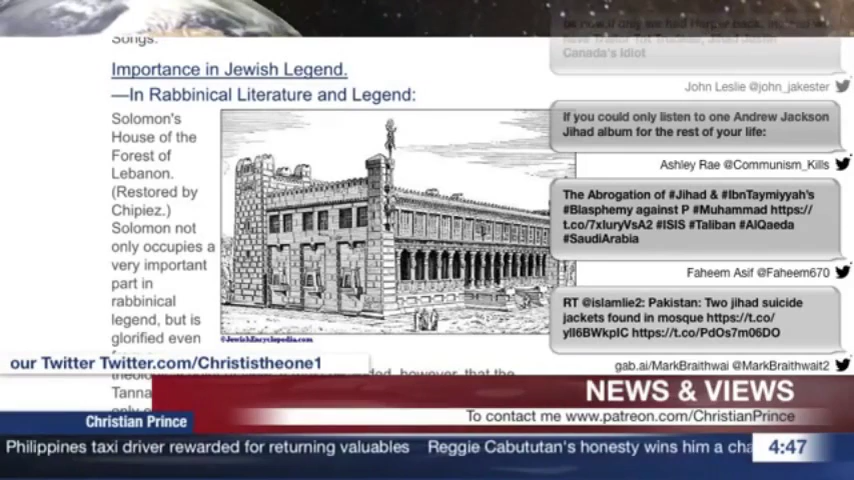 Songs.
Importance in Jewish Legend.
—In Rabbinical Literature and Legend:
Solomon's
House of the
Forest of
Lebanon.
(Restored by
Chipiez.)
Solomon not
only occupies a
very important
part in
rabbinical
legend, but is
glorified even
©JewishEncyclopedia.com
however, that the
Tanna
Canada's Idiot
John Leslie @john_jakester
If you could only listen to one Andrew Jackson
Jihad album for the rest of your life:
Ashley Rae @Communism_Kills
The Abrogation of #Jihad & #IbnTaymiyyah's
#Blasphemy against P #Muhammad https://
t.co/7xIuryVsA2 #ISIS #Taliban #AlQaeda
#SaudiArabia
Faheem Asif @Faheem670
RT @islamlie2: Pakistan: Two jihad suicide
jackets found in mosque https://t.co/
yll6BWkpIC https://t.co/PdOs7m06DO
gab.ai/MarkBraithwai @MarkBraithwait2
our Twitter Twitter.com/Christistheone1
NEWS & VIEWS
To contact me www.patreon.com/ChristianPrince
Christian Prince
Philippines taxi driver rewarded for returning valuables Reggie Cabututan's honesty wins him a cha
4:47